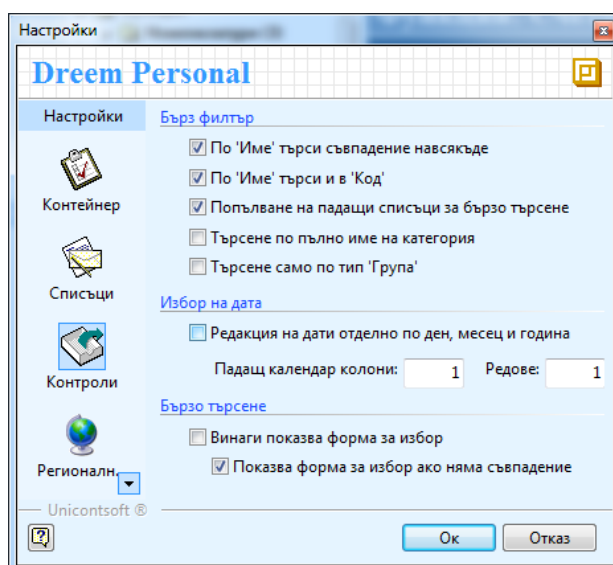 Настройки
Dreem Personal
Настройки
Контейнер
Списъци
Контроли
Регионалн.
Бърз филтър
По 'Име' търси съвпадение навсякъде
По 'Име' търси и в 'Код'
Попълване на падащи списъци за бързо търсене
Търсене по пълно име на категория
Търсене само по тип 'Група'
Избор на дата
Редакция на дати отделно по ден, месец и година
Падащ календар колони: 1 Редове: 1
Бързо търсене
Винаги показва форма за избор
Показва форма за избор ако няма съвпадение
Unicontsoft ®
Ок Отказ